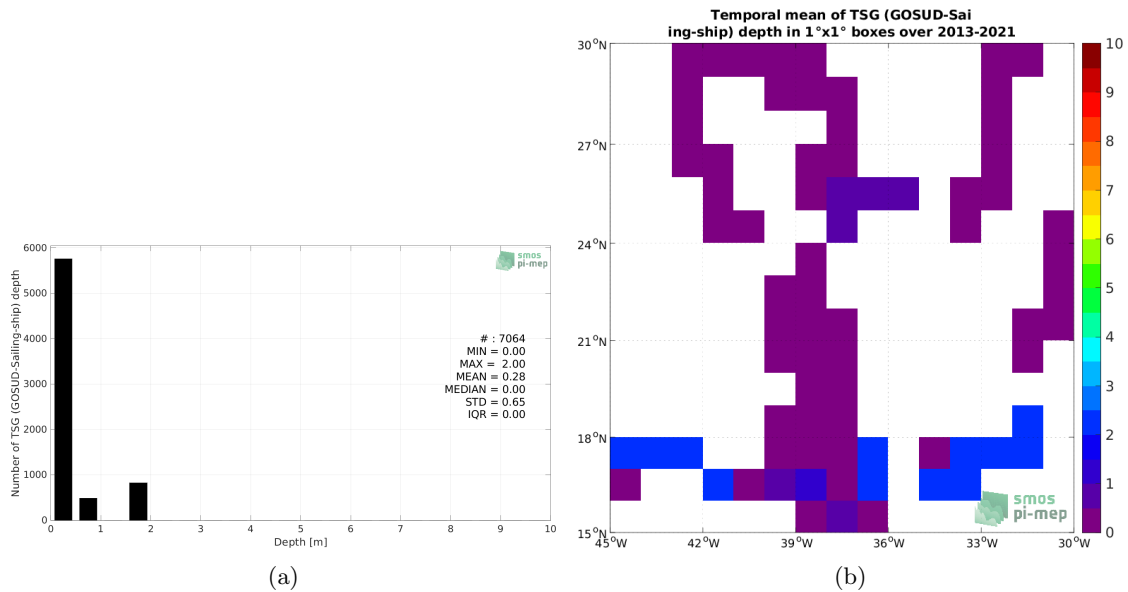 Number of TSG (GOSUD-Sailing-ship) depth
6000
5000
4000
3000
2000
1000
0
0 1 2 3 4 5 6 7 8 9 10
Depth [m]
smos
pi-mep
# : 7064
MIN = 0.00
MAX = 2.00
MEAN = 0.28
MEDIAN = 0.00
STD = 0.65
IQR = 0.00
(a)
Temporal mean of TSG (GOSUD-Sai
ing-ship) depth in 1°x1° boxes over 2013-2021
30°N
27°N
24°N
21°N
18°N
15°N
45°W 42°W 39°W 36°W 33°W 30°W
smos
pi-mep
10
9
8
7
6
5
4
3
2
1
0
(b)